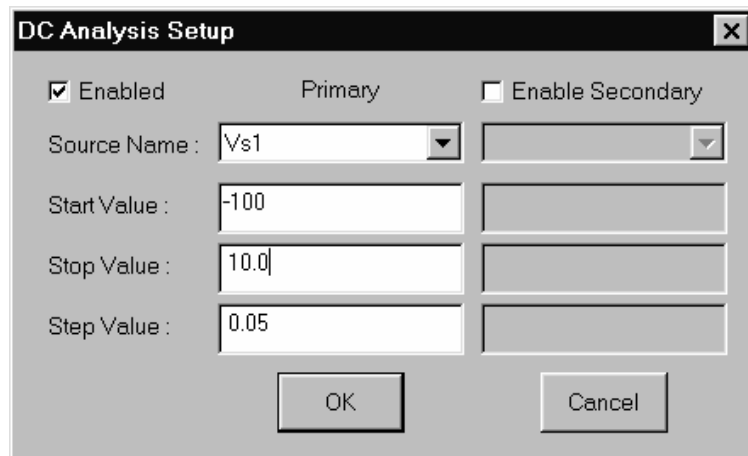 DC Analysis Setup
Enabled Primary Enable Secondary
Source Name : Vs1
Start Value : -100
Stop Value : 10.0
Step Value : 0.05
OK Cancel